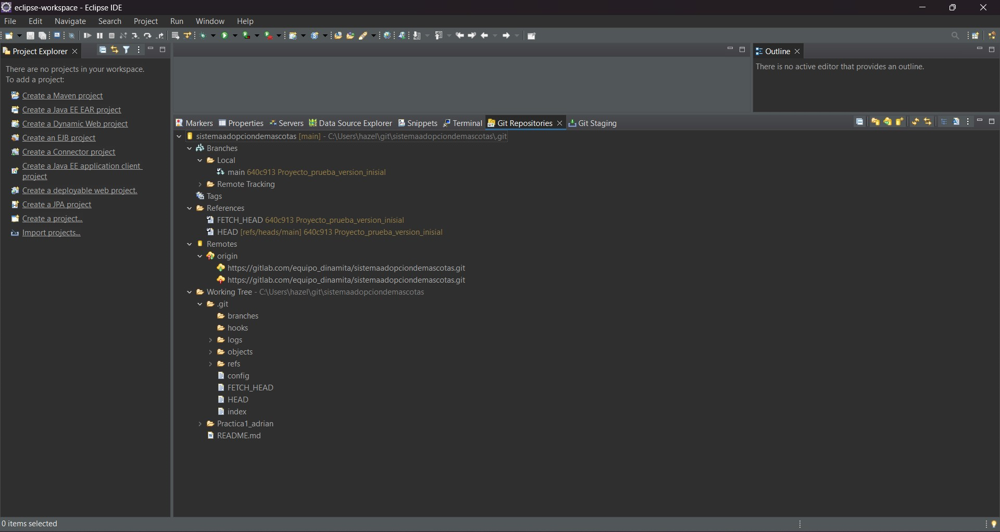 eclipse-workspace - Eclipse IDE
File Edit Navigate Search Project Run Window Help
Project Explorer
There are no projects in your workspace.
To add a project:
Create a Maven project
Create a Java EE EAR project
Create a Dynamic Web project
Create an EJB project
Create a Connector project
Create a Java EE application client
project
Create a deployable web project.
Create a JPA project
Create a project...
Import projects...
Outline
There is no active editor that provides an outline.
Markers Properties Servers Data Source Explorer Snippets Terminal Git Repositories Git Staging
sistemaadopciondemascotas [main] - C:\Users\hazel\git\sistemaadopciondemascotas\.git
Branches
Local
main 640c913 Proyecto_prueba_version_inisial
Remote Tracking
Tags
References
FETCH_HEAD 640c913 Proyecto_prueba_version_inisial
HEAD [refs/heads/main] 640c913 Proyecto_prueba_version_inisial
Remotes
origin
https://gitlab.com/equipo_dinamita/sistemaadopciondemascotas.git
https://gitlab.com/equipo_dinamita/sistemaadopciondemascotas.git
Working Tree - C:\Users\hazel\git\sistemaadopciondemascotas
.git
branches
hooks
logs
objects
refs
config
FETCH_HEAD
HEAD
index
Practica1_adrian
README.md
0 items selected